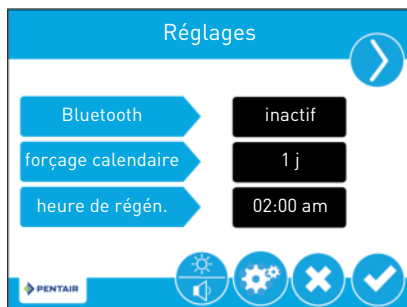 Réglages
Bluetooth inactif
forçage calendaire 1 j
heure de régén. 02:00 am
PENTAIR